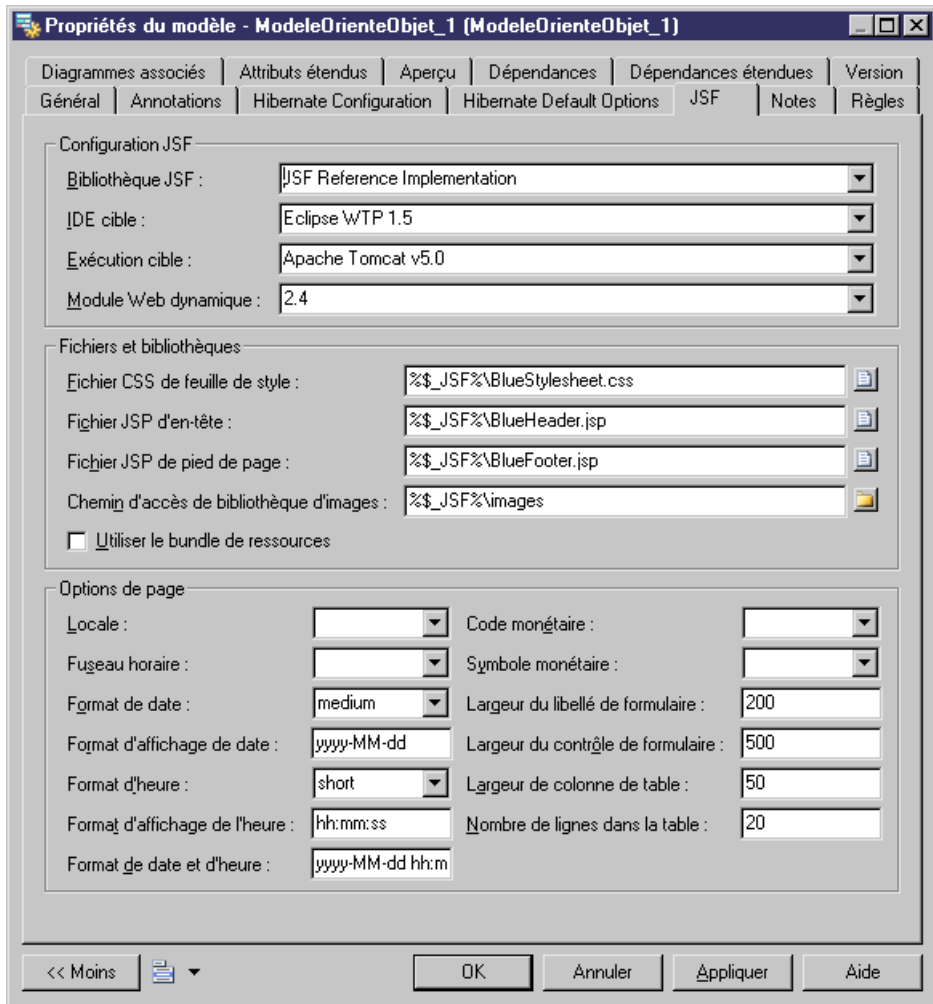 Propriétés du modèle - ModeleOrienteObjet_1 (ModeleOrienteObjet_1)
Diagrammes associés Attributs étendus Aperçu Dépendances Dépendances étendues Version
Général Annotations Hibernate Configuration Hibernate Default Options JSF Notes Règles
Configuration JSF
Bibliothèque JSF : JSF Reference Implementation
IDE cible : Eclipse WTP 1.5
Exécution cible : Apache Tomcat v5.0
Module Web dynamique : 2.4
Fichiers et bibliothèques
Fichier CSS de feuille de style : %$_JSF%\BlueStylesheet.css
Fichier JSP d'en-tête : %$_JSF%\BlueHeader.jsp
Fichier JSP de pied de page : %$_JSF%\BlueFooter.jsp
Chemin d'accès de bibliothèque d'images : %$_JSF%\images
Utiliser le bundle de ressources
Options de page
Locale : Code monétaire :
Fuseau horaire : Symbole monétaire :
Format de date : medium Largeur du libellé de formulaire : 200
Format d'affichage de date : yyyy-MM-dd Largeur du contrôle de formulaire : 500
Format d'heure : short Largeur de colonne de table : 50
Format d'affichage de l'heure : hh:mm:ss Nombre de lignes dans la table : 20
Format de date et d'heure : yyyy-MM-dd hh:m
<< Moins OK Annuler Appliquer Aide